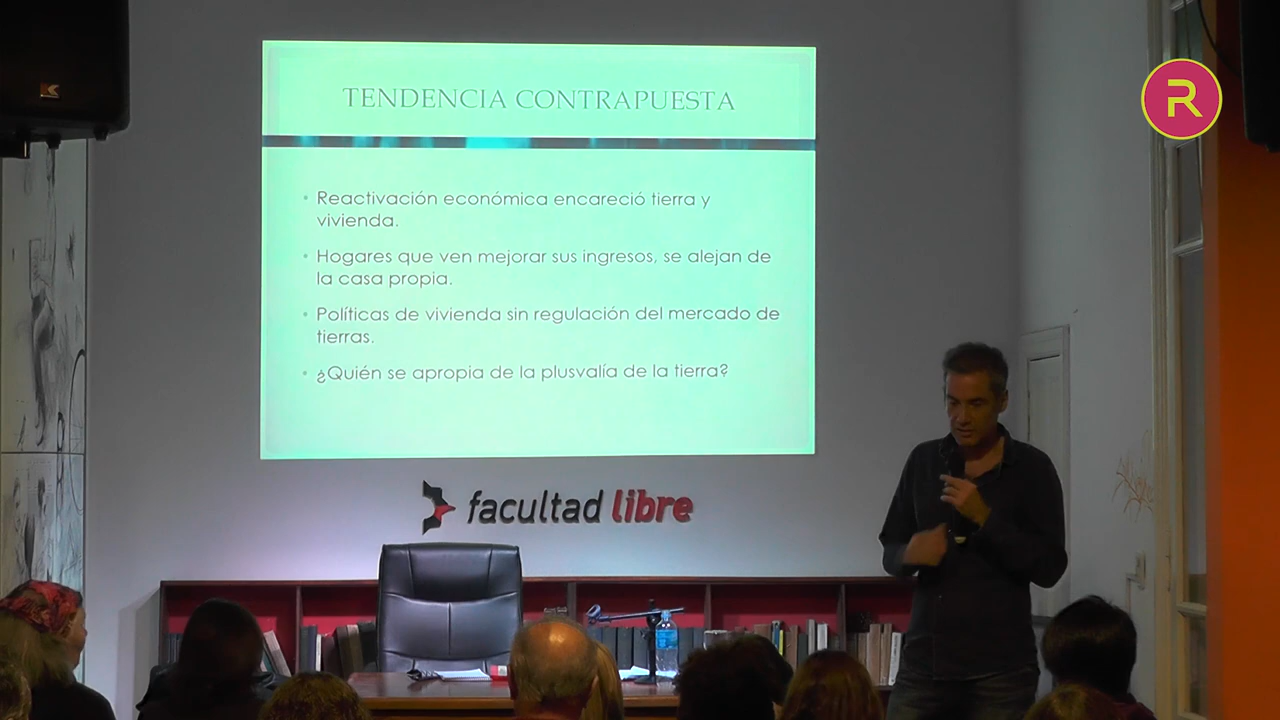 TENDENCIA CONTRAPUESTA
Reactivación económica encareció tierra y
vivienda.
Hogares que ven mejorar sus ingresos, se alejan de
la casa propia.
Políticas de vivienda sin regulación del mercado de
tierras.
¿Quién se apropia de la plusvalía de la tierra?
facultad libre
R